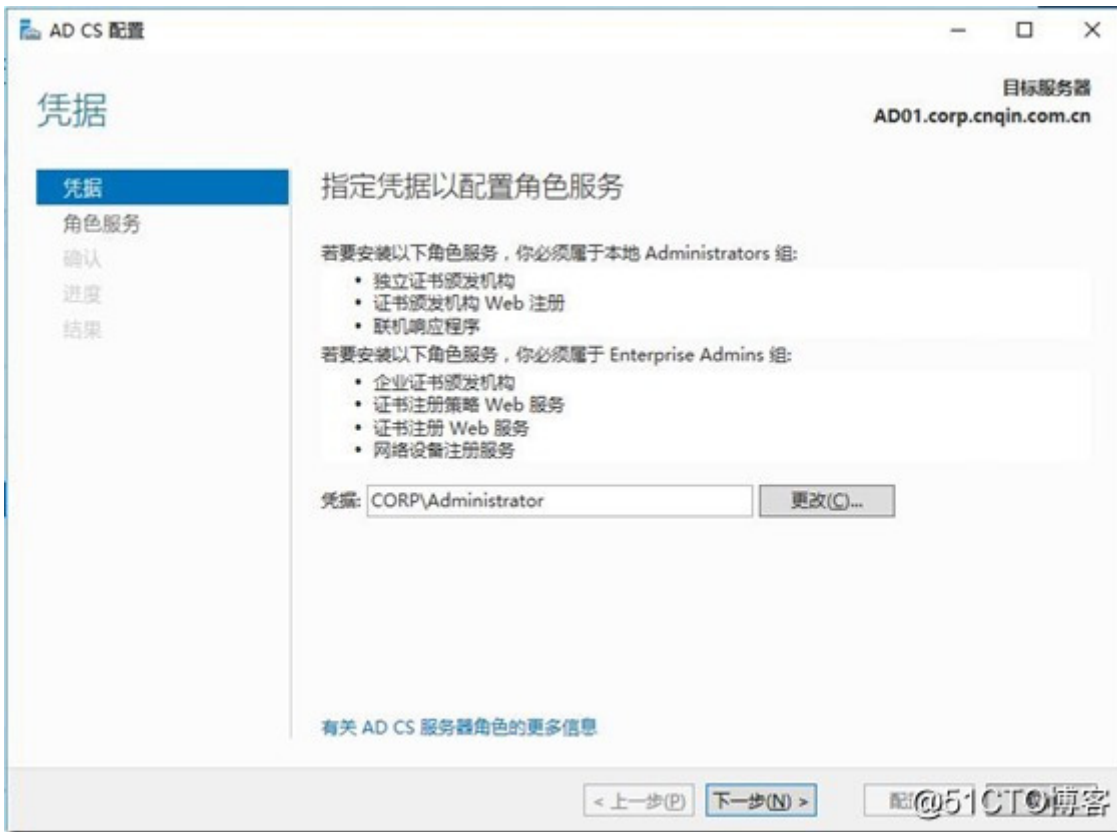 AD CS 配置
凭据
目标服务器
AD01.corp.cnqin.com.cn
凭据
角色服务
确认
进度
结果
指定凭据以配置角色服务
若要安装以下角色服务，你必须属于本地 Administrators 组:
• 独立证书颁发机构
• 证书颁发机构 Web 注册
• 联机响应程序
若要安装以下角色服务，你必须属于 Enterprise Admins 组:
• 企业证书颁发机构
• 证书注册策略 Web 服务
• 证书注册 Web 服务
• 网络设备注册服务
凭据: CORP\Administrator 更改(C)...
有关 AD CS 服务器角色的更多信息
< 上一步(P) 下一步(N) > 配
@51CTO博客